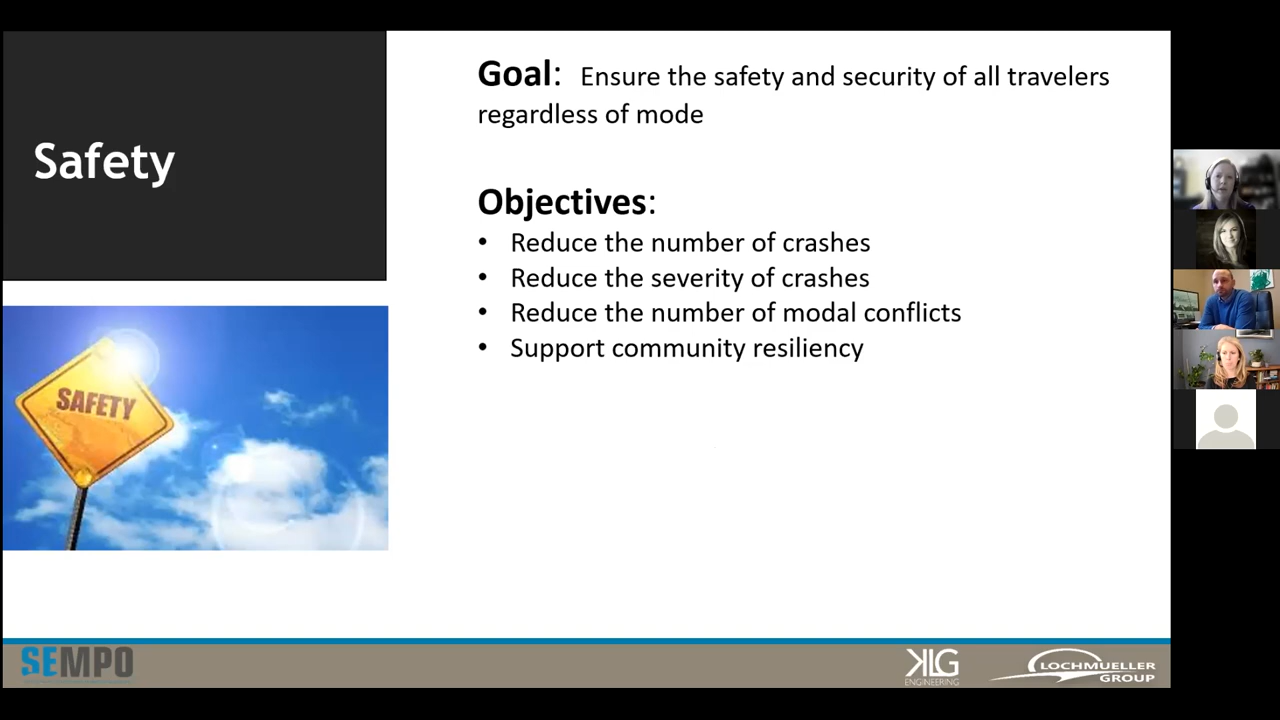 Safety
Goal: Ensure the safety and security of all travelers
regardless of mode
Objectives:
• Reduce the number of crashes
• Reduce the severity of crashes
• Reduce the number of modal conflicts
• Support community resiliency
SAFETY
SEMPO
KLG
ENGINEERING
LOCHMUELLER
GROUP